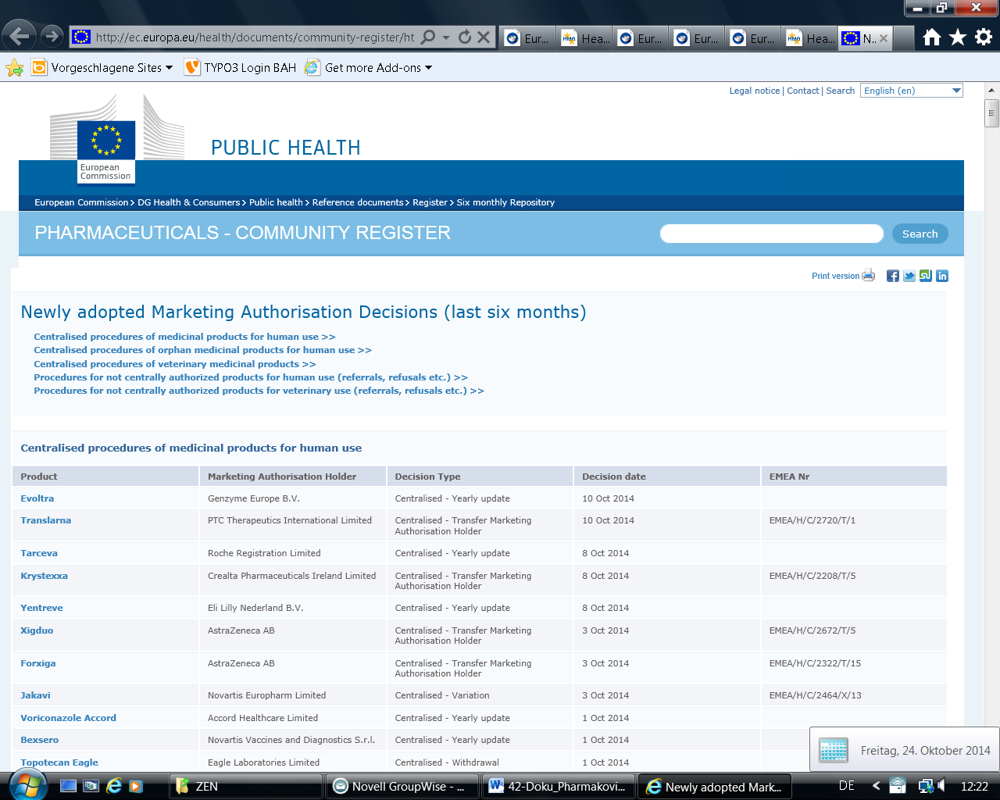 http://ec.europa.eu/health/documents/community-register/ht
Eur...
Hea...
Eur...
Eur...
Eur...
Hea...
N...
Vorgeschlagene Sites
TYPO3 Login BAH
Get more Add-ons
Legal notice | Contact | Search
English (en)
PUBLIC HEALTH
European
Commission
European Commission > DG Health & Consumers > Public health > Reference documents > Register > Six monthly Repository
PHARMACEUTICALS - COMMUNITY REGISTER
Search
Print version
Newly adopted Marketing Authorisation Decisions (last six months)
Centralised procedures of medicinal products for human use >>
Centralised procedures of orphan medicinal products for human use >>
Centralised procedures of veterinary medicinal products >>
Procedures for not centrally authorized products for human use (referrals, refusals etc.) >>
Procedures for not centrally authorized products for veterinary use (referrals, refusals etc.) >>
Centralised procedures of medicinal products for human use
Product Marketing Authorisation Holder Decision Type Decision date EMEA Nr
Evoltra Genzyme Europe B.V. Centralised - Yearly update 10 Oct 2014
Translarna PTC Therapeutics International Limited Centralised - Transfer Marketing 10 Oct 2014 EMEA/H/C/2720/T/1
Authorisation Holder
Tarceva Roche Registration Limited Centralised - Yearly update 8 Oct 2014
Krystexxa Crealta Pharmaceuticals Ireland Limited Centralised - Transfer Marketing 8 Oct 2014 EMEA/H/C/2208/T/5
Authorisation Holder
Yentreve Eli Lilly Nederland B.V. Centralised - Yearly update 8 Oct 2014
Xigduo AstraZeneca AB Centralised - Transfer Marketing 3 Oct 2014 EMEA/H/C/2672/T/5
Authorisation Holder
Forxiga AstraZeneca AB Centralised - Transfer Marketing 3 Oct 2014 EMEA/H/C/2322/T/15
Authorisation Holder
Jakavi Novartis Europharm Limited Centralised - Variation 3 Oct 2014 EMEA/H/C/2464/X/13
Voriconazole Accord Accord Healthcare Limited Centralised - Yearly update 1 Oct 2014
Bexsero Novartis Vaccines and Diagnostics S.r.l. Centralised - Yearly update 1 Oct 2014
Topotecan Eagle Eagle Laboratories Limited Centralised - Withdrawal 1 Oct 2014
Freitag, 24. Oktober 2014
ZEN
Novell GroupWise - ...
42-Doku_Pharmakovi...
Newly adopted Mark...
DE
12:22